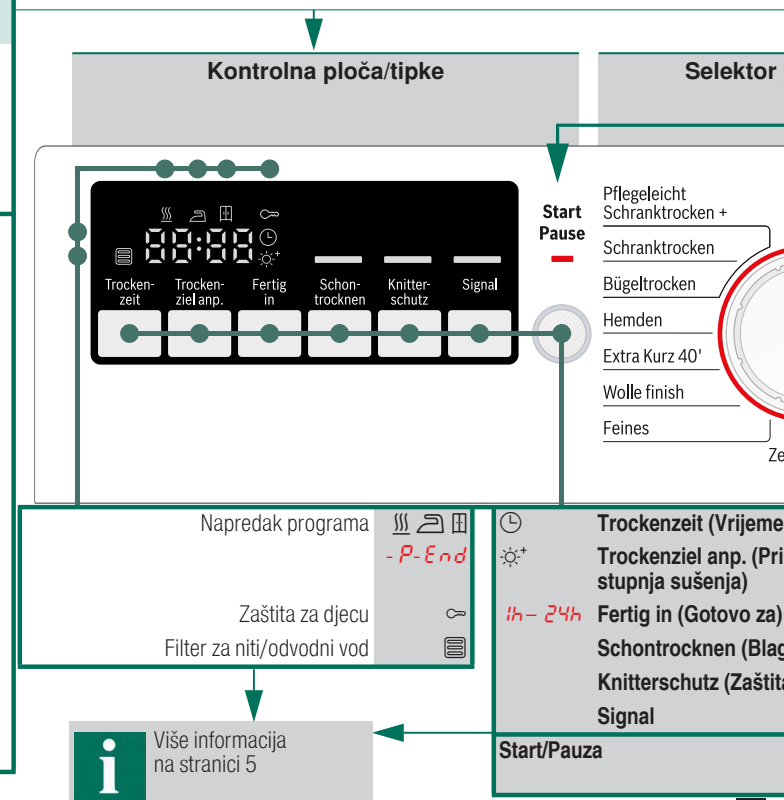 Kontrolna ploča/tipke
Selektor
88:88
Trocken-
zeit
Trocken-
ziel anp.
Fertig
in
Schon-
trocknen
Knitter-
schutz
Signal
Start
Pause
Pflegeleicht
Schranktrocken +
Schranktrocken
Bügeltrocken
Hemden
Extra Kurz 40'
Wolle finish
Feines
Ze
Napredak programa
-P-End
Zaštita za djecu
Filter za niti/odvodni vod
Trockenzeit (Vrijeme
Trockenziel anp. (Pri
stupnja sušenja)
1h– 24h Fertig in (Gotovo za)
Schontrocknen (Blag
Knitterschutz (Zaštita
Signal
Start/Pauza
i
Više informacija
na stranici 5